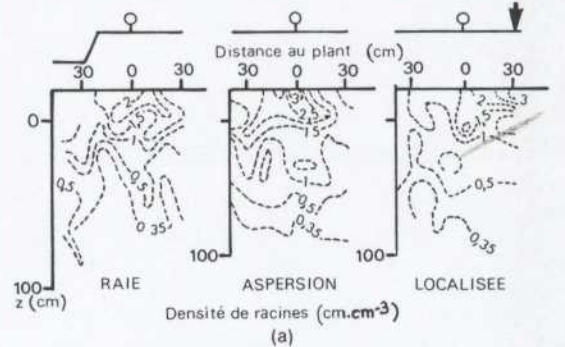 Distance au plant (cm)
30 0 30 30 0 30 30 0 30
2 1,5 1 0,5 0,5 0,35
3 2,5 1,5 1 0,5 0,35
2 3 1,5 1 0,5 0,35
0
100
100
z (cm)
RAIE ASPERSION LOCALISEE
Densité de racines (cm.cm-3)
(a)